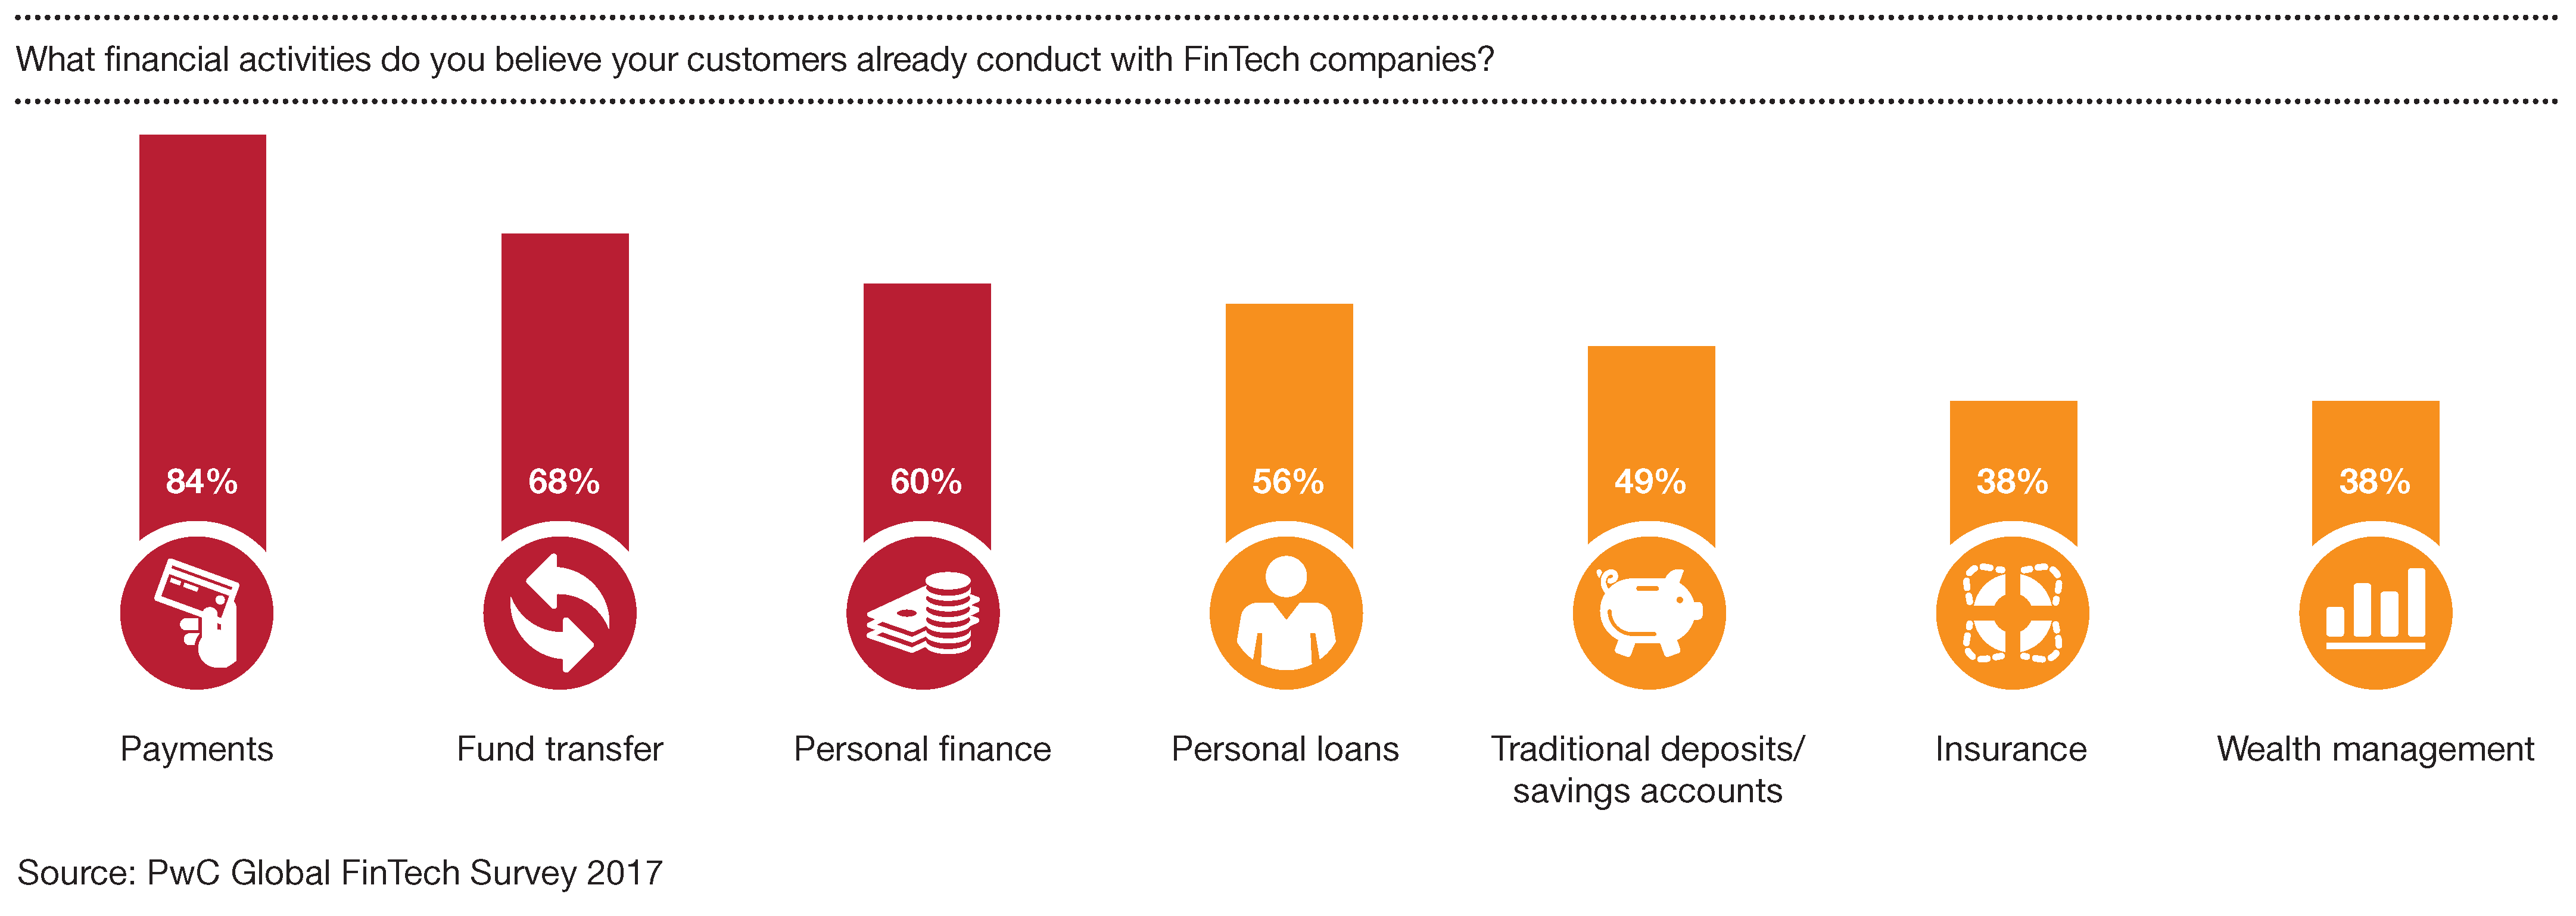 What financial activities do you believe your customers already conduct with FinTech companies?
84%
68%
60%
56%
49%
38%
38%
Payments
Fund transfer
Personal finance
Personal loans
Traditional deposits/
savings accounts
Insurance
Wealth management
Source: PwC Global FinTech Survey 2017